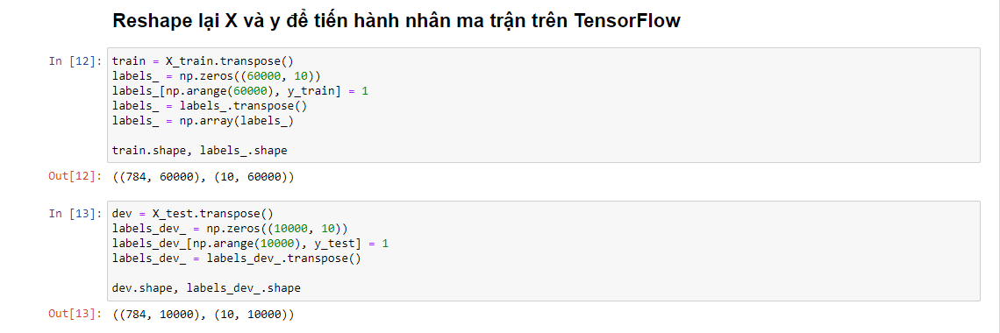 Reshape lại X và y để tiến hành nhân ma trận trên TensorFlow
In [12]: train = X_train.transpose()
labels_ = np.zeros((60000, 10))
labels_[np.arange(60000), y_train] = 1
labels_ = labels_.transpose()
labels_ = np.array(labels_)
train.shape, labels_.shape
Out[12]: ((784, 60000), (10, 60000))
In [13]: dev = X_test.transpose()
labels_dev_ = np.zeros((10000, 10))
labels_dev_[np.arange(10000), y_test] = 1
labels_dev_ = labels_dev_.transpose()
dev.shape, labels_dev_.shape
Out[13]: ((784, 10000), (10, 10000))